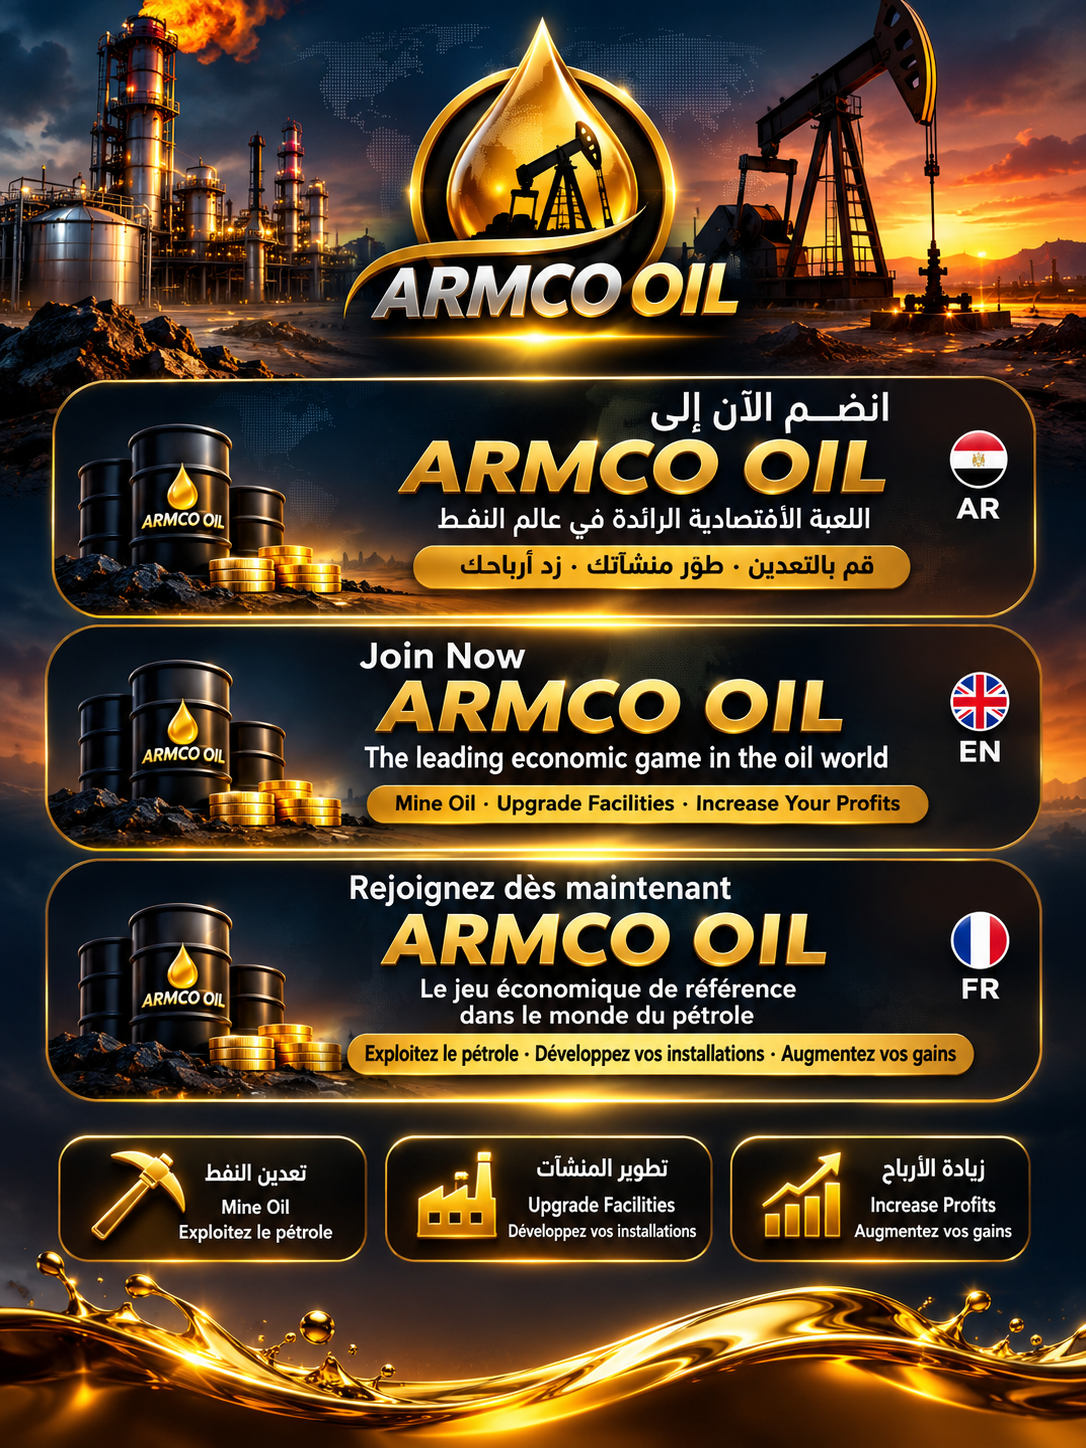 ARMCO OIL
انضم الآن إلى
ARMCO OIL
اللعبة الأفتصادية الرائدة في عالم النفط
قم بالتعدين · طوّر منشآتك · زد أرباحك
ARMCO OIL
AR
Join Now
ARMCO OIL
The leading economic game in the oil world
Mine Oil · Upgrade Facilities · Increase Your Profits
ARMCO OIL
EN
Rejoignez dès maintenant
ARMCO OIL
Le jeu économique de référence
dans le monde du pétrole
Exploitez le pétrole · Développez vos installations · Augmentez vos gains
ARMCO OIL
FR
تعدين النفط
Mine Oil
Exploitez le pétrole
تطوير المنشآت
Upgrade Facilities
Développez vos installations
زيادة الأرباح
Increase Profits
Augmentez vos gains